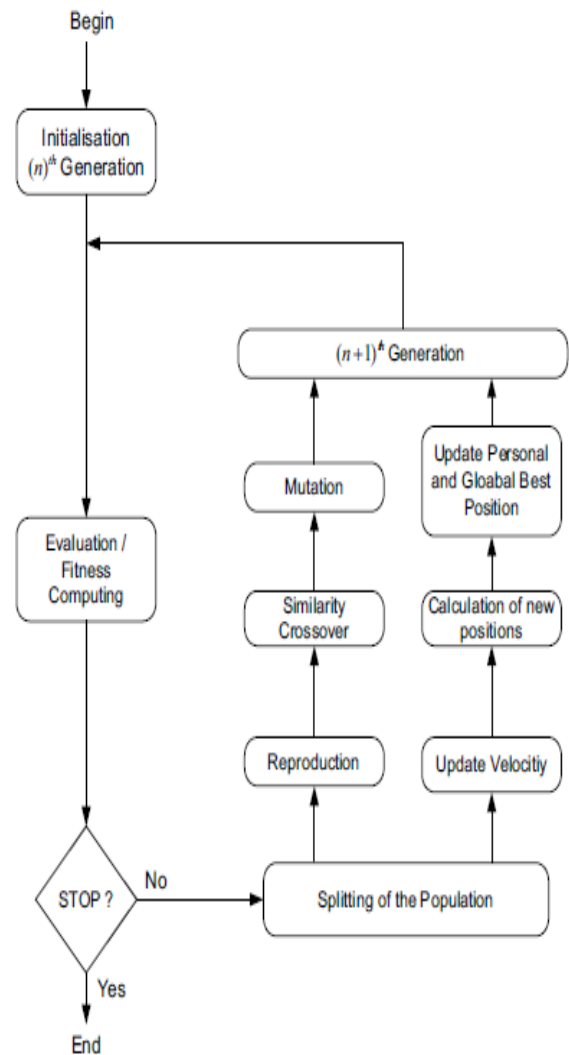 Begin
Initialisation
(n)th Generation
(n+1)th Generation
Update Personal
and Gloabal Best
Position
Mutation
Evaluation /
Fitness
Computing
Similarity
Crossover
Calculation of new
positions
Reproduction
Update Velocitiy
STOP ?
No
Splitting of the Population
Yes
End